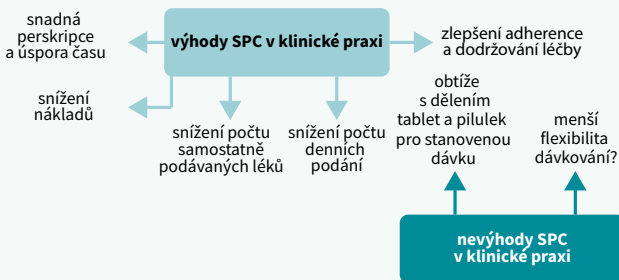 snadná
perskripce
a úspora času
výhody SPC v klinické praxi
zlepšení adherence
a dodržování léčby
snížení
nákladů
snížení počtu
samostatně
podávaných léků
snížení počtu
denních
podání
obtíže
s dělením
tablet a pilulek
pro stanovenou
dávku
menší
flexibilita
dávkování?
nevýhody SPC
v klinické praxi